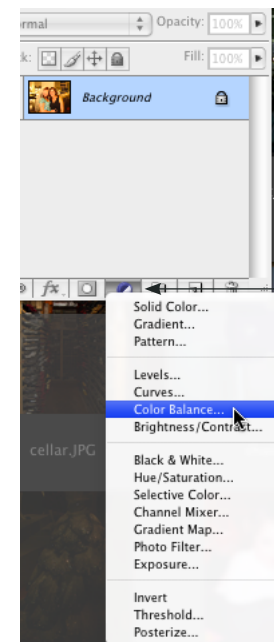 ormal Opacity: 100%
k: Fill: 100%
Background
fx.
Solid Color...
Gradient...
Pattern...
Levels...
Curves...
Color Balance...
Brightness/Contrast...
cellar.JPG
Black & White...
Hue/Saturation...
Selective Color...
Channel Mixer...
Gradient Map...
Photo Filter...
Exposure...
Invert
Threshold...
Posterize...